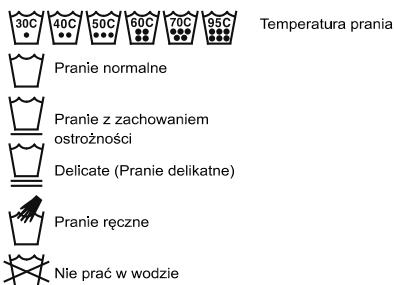 30C 40C 50C 60C 70C 95C Temperatura prania
Pranie normalne
Pranie z zachowaniem
ostrożności
Delicate (Pranie delikatne)
Pranie ręczne
Nie prać w wodzie